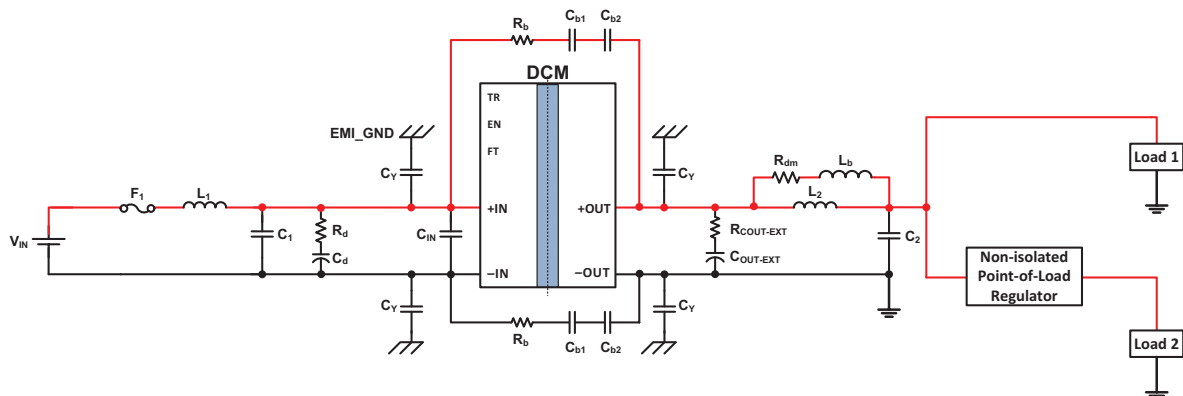 Rb
Cb1
Cb2
DCM
TR
EN
FT
EMI_GND
CY
CY
F1
L1
+IN
+OUT
VIN
C1
Rd
Cd
CIN
−IN
−OUT
Rdm
Lb
L2
RCOUT-EXT
COUT-EXT
C2
Load 1
Non-isolated
Point-of-Load
Regulator
CY
CY
Rb
Cb1
Cb2
Load 2